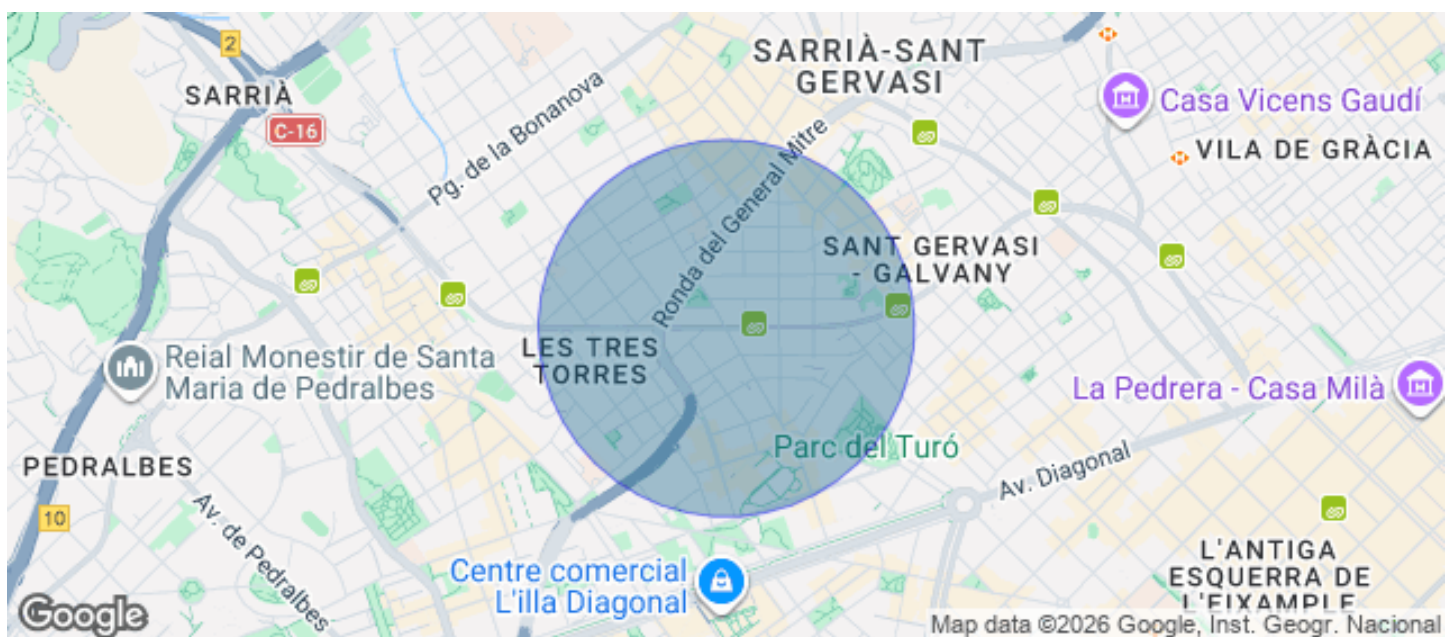 2
SARRIÀ
C-16
Pg. de la Bonanova
SARRIÀ-SANT
GERVASI
Casa Vicens Gaudí
VILA DE GRÀCIA
Ronda del General Mitre
SANT GERVASI
- GALVANY
LES TRES
TORRES
Reial Monestir de Santa
Maria de Pedralbes
La Pedrera - Casa Milà
PEDRALBES
Parc del Turó
Av. Diagonal
10
Av. de Pedralbes
Centre comercial
L'illa Diagonal
L'ANTIGA
ESQUERRA DE
L'EIXAMPLE
Google
Map data ©2026 Google, Inst. Geogr. Nacional